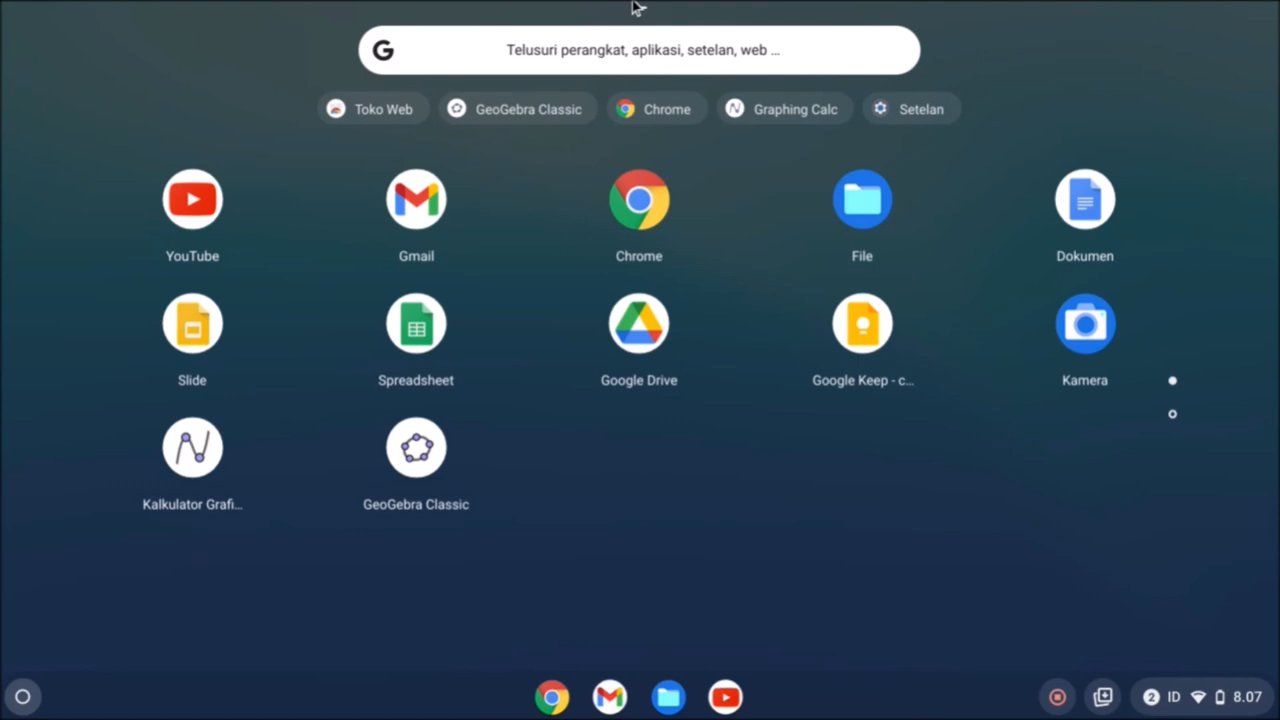 Telusuri perangkat, aplikasi, setelan, web ...
Toko Web GeoGebra Classic Chrome Graphing Calc Setelan
YouTube Gmail Chrome File Dokumen
Slide Spreadsheet Google Drive Google Keep - c... Kamera
Kalkulator Grafi... GeoGebra Classic
2 ID 8.07